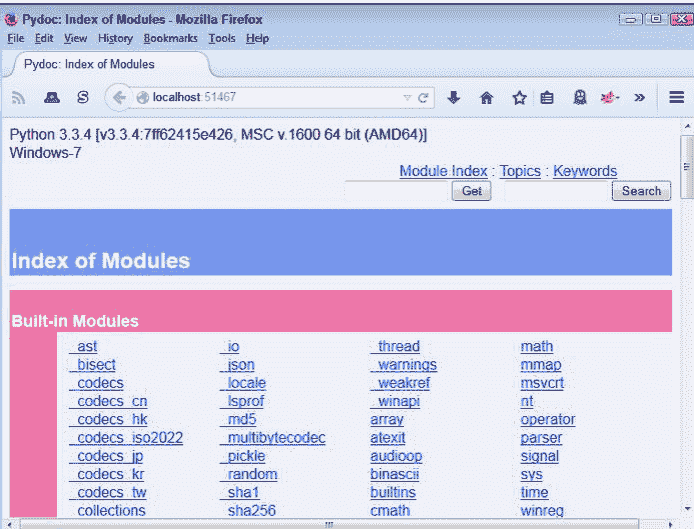 Pydoc: Index of Modules - Mozilla Firefox
File Edit View History Bookmarks Tools Help
Pydoc: Index of Modules
localhost:51467
Python 3.3.4 [v3.3.4:7ff62415e426, MSC v.1600 64 bit (AMD64)]
Windows-7
Module Index : Topics : Keywords
Get Search
Index of Modules
Built-in Modules
_ast _io _thread math
_bisect _json _warnings mmap
_codecs _locale _weakref msvcrt
_codecs_cn _lsprof _winapi nt
_codecs_hk _md5 array operator
_codecs_iso2022 _multibytecodec atexit parser
_codecs_jp _pickle audioop signal
_codecs_kr _random binascii sys
_codecs_tw _sha1 builtins time
_collections _sha256 cmath winreg